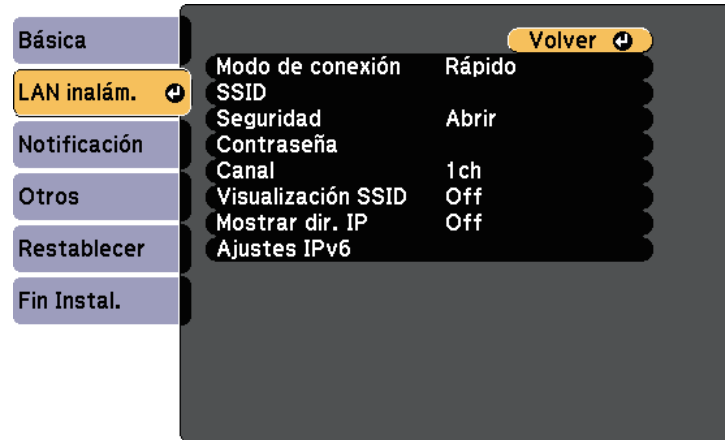 Básica
LAN inalám.
Notificación
Otros
Restablecer
Fin Instal.
Volver
Modo de conexión Rápido
SSID
Seguridad Abrir
Contraseña
Canal 1ch
Visualización SSID Off
Mostrar dir. IP Off
Ajustes IPv6